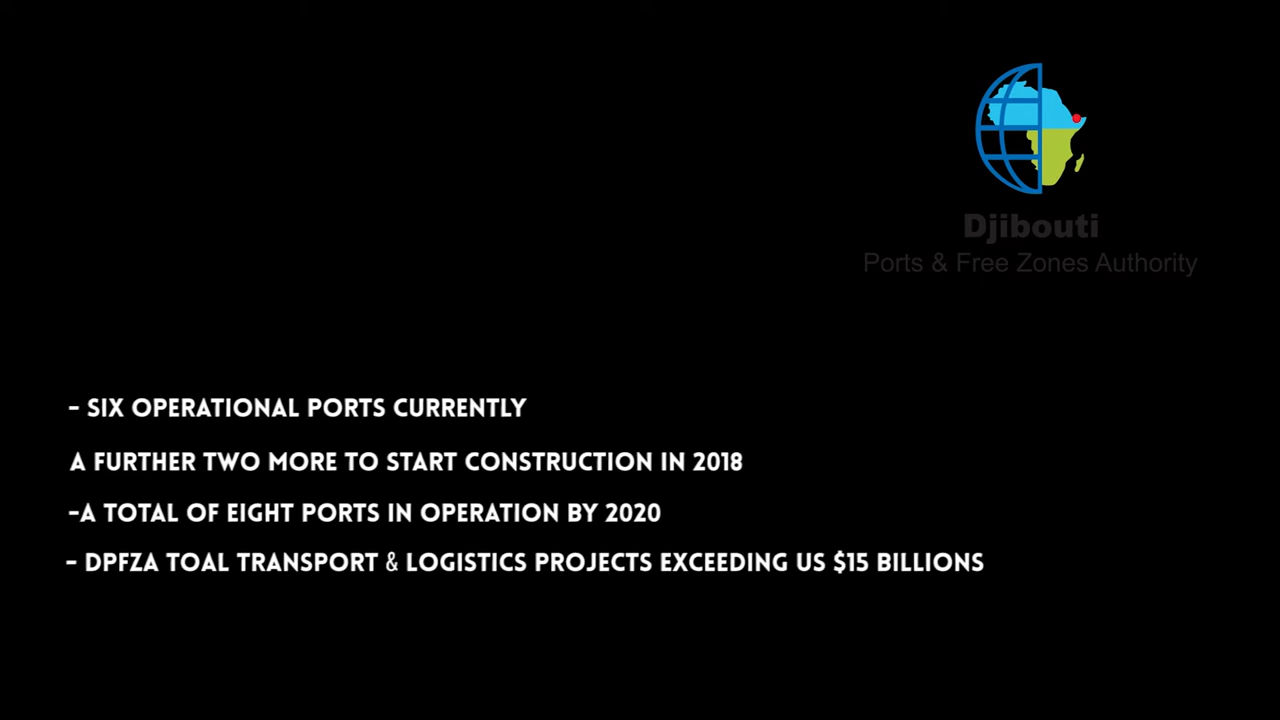 Djibouti
Ports & Free Zones Authority
- SIX OPERATIONAL PORTS CURRENTLY
A FURTHER TWO MORE TO START CONSTRUCTION IN 2018
-A TOTAL OF EIGHT PORTS IN OPERATION BY 2020
- DPFZA TOAL TRANSPORT & LOGISTICS PROJECTS EXCEEDING US $15 BILLIONS